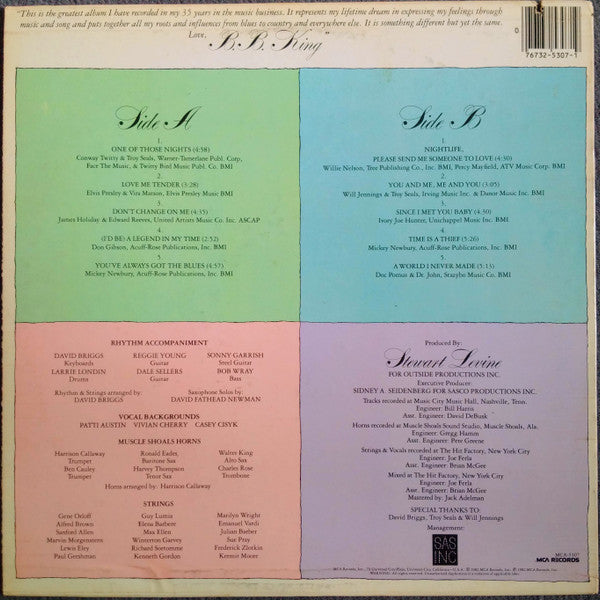 "This is the greatest album I have recorded in my 35 years in the music business. It represents my lifetime dream in expressing my feelings through
music and song and puts together all my roots and influences from blues to country and everywhere else. It is something different but yet the same.
Love, B. B. King"
0
76732-5307-1
Side A
1.
ONE OF THOSE NIGHTS (4:58)
Conway Twitty & Troy Seals, Warner-Tamerlane Publ. Corp,
Face The Music, & Twitty Bird Music Publ. Co. BMI
2.
LOVE ME TENDER (3:28)
Elvis Presley & Vera Matson, Elvis Presley Music BMI
3.
DON'T CHANGE ON ME (4:35)
James Holiday & Edward Reeves, United Artists Music Co. Inc. ASCAP
4.
(I'D BE) A LEGEND IN MY TIME (2:52)
Don Gibson, Acuff-Rose Publications, Inc. BMI
5.
YOU'VE ALWAYS GOT THE BLUES (4:57)
Mickey Newbury, Acuff-Rose Publications, Inc. BMI
Side B
1.
NIGHTLIFE,
PLEASE SEND ME SOMEONE TO LOVE (4:30)
Willie Nelson, Tree Publishing Co., Inc. BMI, Percy Mayfield, ATV Music Corp. BMI
2.
YOU AND ME, ME AND YOU (3:05)
Will Jennings & Troy Seals, Irving Music Inc. & Danor Music Inc. BMI
3.
SINCE I MET YOU BABY (4:30)
Ivory Joe Hunter, Unichappel Music Inc. BMI
4.
TIME IS A THIEF (5:26)
Mickey Newbury, Acuff-Rose Publications, Inc. BMI
5.
A WORLD I NEVER MADE (5:13)
Doc Pomus & Dr. John, Stazybo Music Co. BMI
RHYTHM ACCOMPANIMENT
DAVID BRIGGS REGGIE YOUNG SONNY GARRISH
Keyboards Guitar Steel Guitar
LARRIE LONDIN DALE SELLERS BOB WRAY
Drums Guitar Bass
Rhythm & Strings arranged by: Saxophone Solos by:
DAVID BRIGGS DAVID FATHEAD NEWMAN
VOCAL BACKGROUNDS
PATTI AUSTIN VIVIAN CHERRY CASEY CISYK
MUSCLE SHOALS HORNS
Harrison Callaway Ronald Eades, Walter King
Trumpet Baritone Sax Alto Sax
Ben Cauley Harvey Thompson Charles Rose
Trumpet Tenor Sax Trombone
Horns arranged by: Harrison Callaway
STRINGS
Gene Orloff Guy Lumia Marilyn Wright
Alfred Brown Elena Barbere Emanuel Vardi
Sanford Allen Max Ellen Julian Barber
Marvin Morgenstern Winterton Garvey Sue Pray
Lewis Eley Richard Sortomme Frederick Zlotkin
Paul Gershman Kenneth Gordon Kermit Moore
Produced By:
Stewart Levine
FOR OUTSIDE PRODUCTIONS INC.
Executive Producer:
SIDNEY A. SEIDENBERG FOR SASCO PRODUCTIONS INC.
Tracks recorded at Music City Music Hall, Nashville, Tenn.
Engineer: Bill Harris
Asst. Engineer: David DeBusk
Horns recorded at Muscle Shoals Sound Studio, Muscle Shoals, Ala.
Engineer: Gregg Hamm
Asst. Engineer: Pete Greene
Strings & Vocals recorded at The Hit Factory, New York City
Engineer: Joe Ferla
Asst. Engineer: Brian McGee
Mixed at The Hit Factory, New York City
Engineer: Joe Ferla
Asst. Engineer: Brian McGee
Mastered by: Jack Adelman
SPECIAL THANKS TO:
David Briggs, Troy Seals & Will Jennings
Management:
SAS
INC
MCA-5307
MCA RECORDS